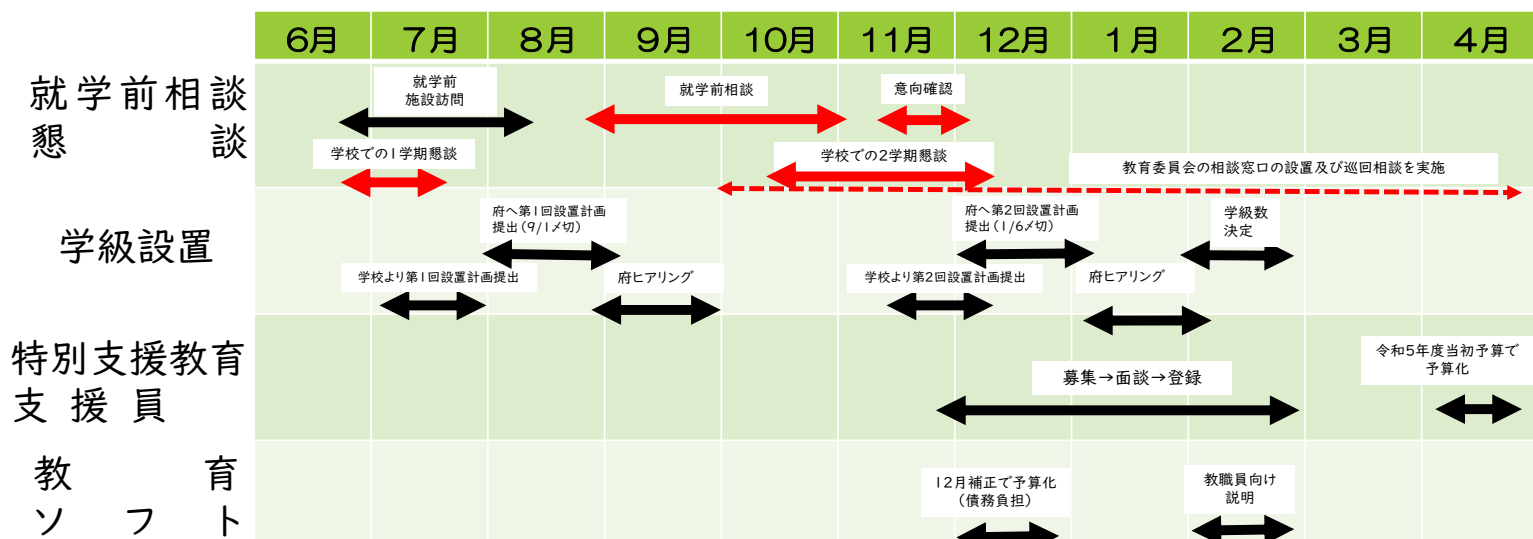 6月 7月 8月 9月 10月 11月 12月 1月 2月 3月 4月
就学前相談
懇談
就学前
施設訪問
就学前相談
意向確認
学校での1学期懇談
学校での2学期懇談
教育委員会の相談窓口の設置及び巡回相談を実施
学級設置
府へ第1回設置計画
提出(9/1〆切)
府へ第2回設置計画
提出(1/6〆切)
学級数
決定
学校より第1回設置計画提出
府ヒアリング
学校より第2回設置計画提出
府ヒアリング
特別支援教育
支援員
募集→面談→登録
令和5年度当初予算で
予算化
教育
ソフト
12月補正で予算化
(債務負担)
教職員向け
説明